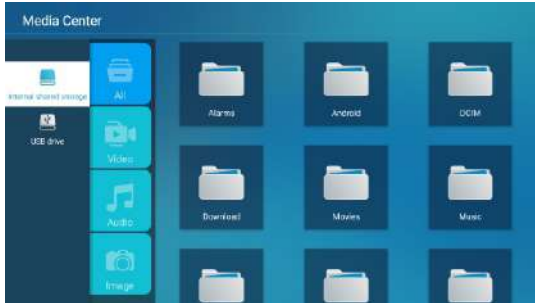 Media Center
Internal shared storage
USB drive
All
Video
Audio
Image
Alarms
Android
DCIM
Download
Movies
Music